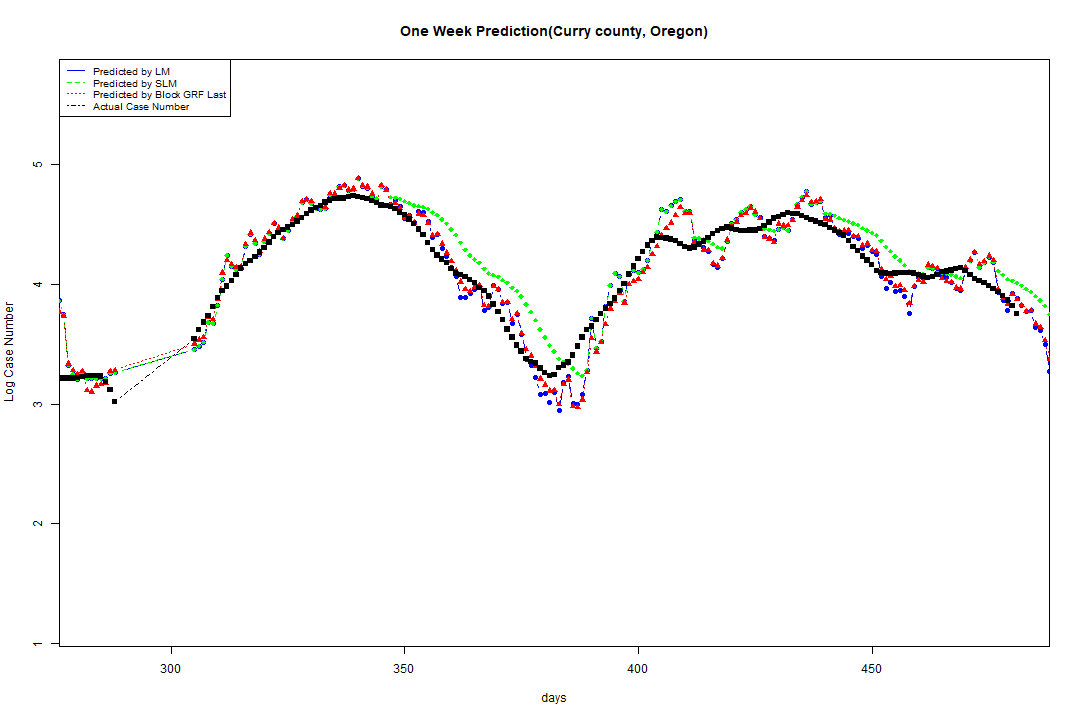 One Week Prediction(Curry county, Oregon)
Predicted by LM
Predicted by SLM
Predicted by Block GRF Last
Actual Case Number
5
4
3
2
1
Log Case Number
300 350 400 450
days